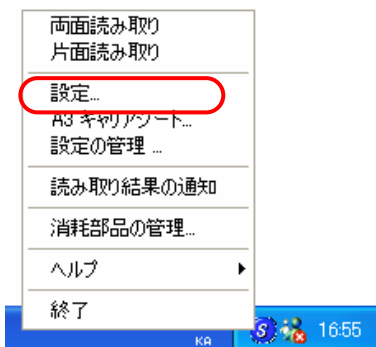 両面読み取り
片面読み取り
設定...
A3 キャリアシート...
設定の管理 ...
読み取り結果の通知
消耗部品の管理...
ヘルプ
終了
KA
S
16:55